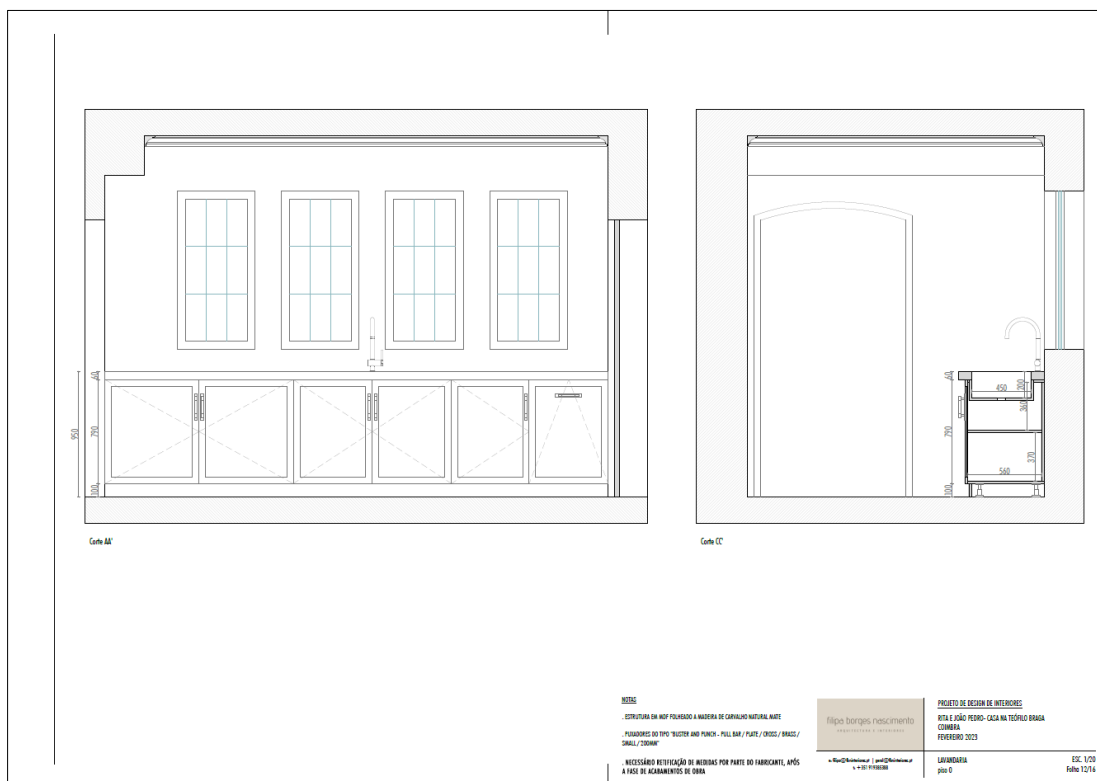 950
60
790
100
60
790
100
450
200
360
370
560
Corte AA'
Corte CC'
NOTAS
. ESTRUTURA EM MDF FOLHEADO A MADEIRA DE CARVALHO NATURAL MATE
. PUXADORES DO TIPO "BUSTER AND PUNCH - PULL BAR / PLATE / CROSS / BRASS /
SMALL / 200MM"
. NECESSÁRIO RETIFICAÇÃO DE MEDIDAS POR PARTE DO FABRICANTE, APÓS
A FASE DE ACABAMENTOS DE OBRA
filipa borges nascimento
ARQUITECTURA E INTERIORES
PROJETO DE DESIGN DE INTERIORES
RITA E JOÃO PEDRO- CASA NA TEÓFILO BRAGA
COIMBRA
FEVEREIRO 2023
LAVANDARIA
piso 0
ESC. 1/20
Folha 12/16